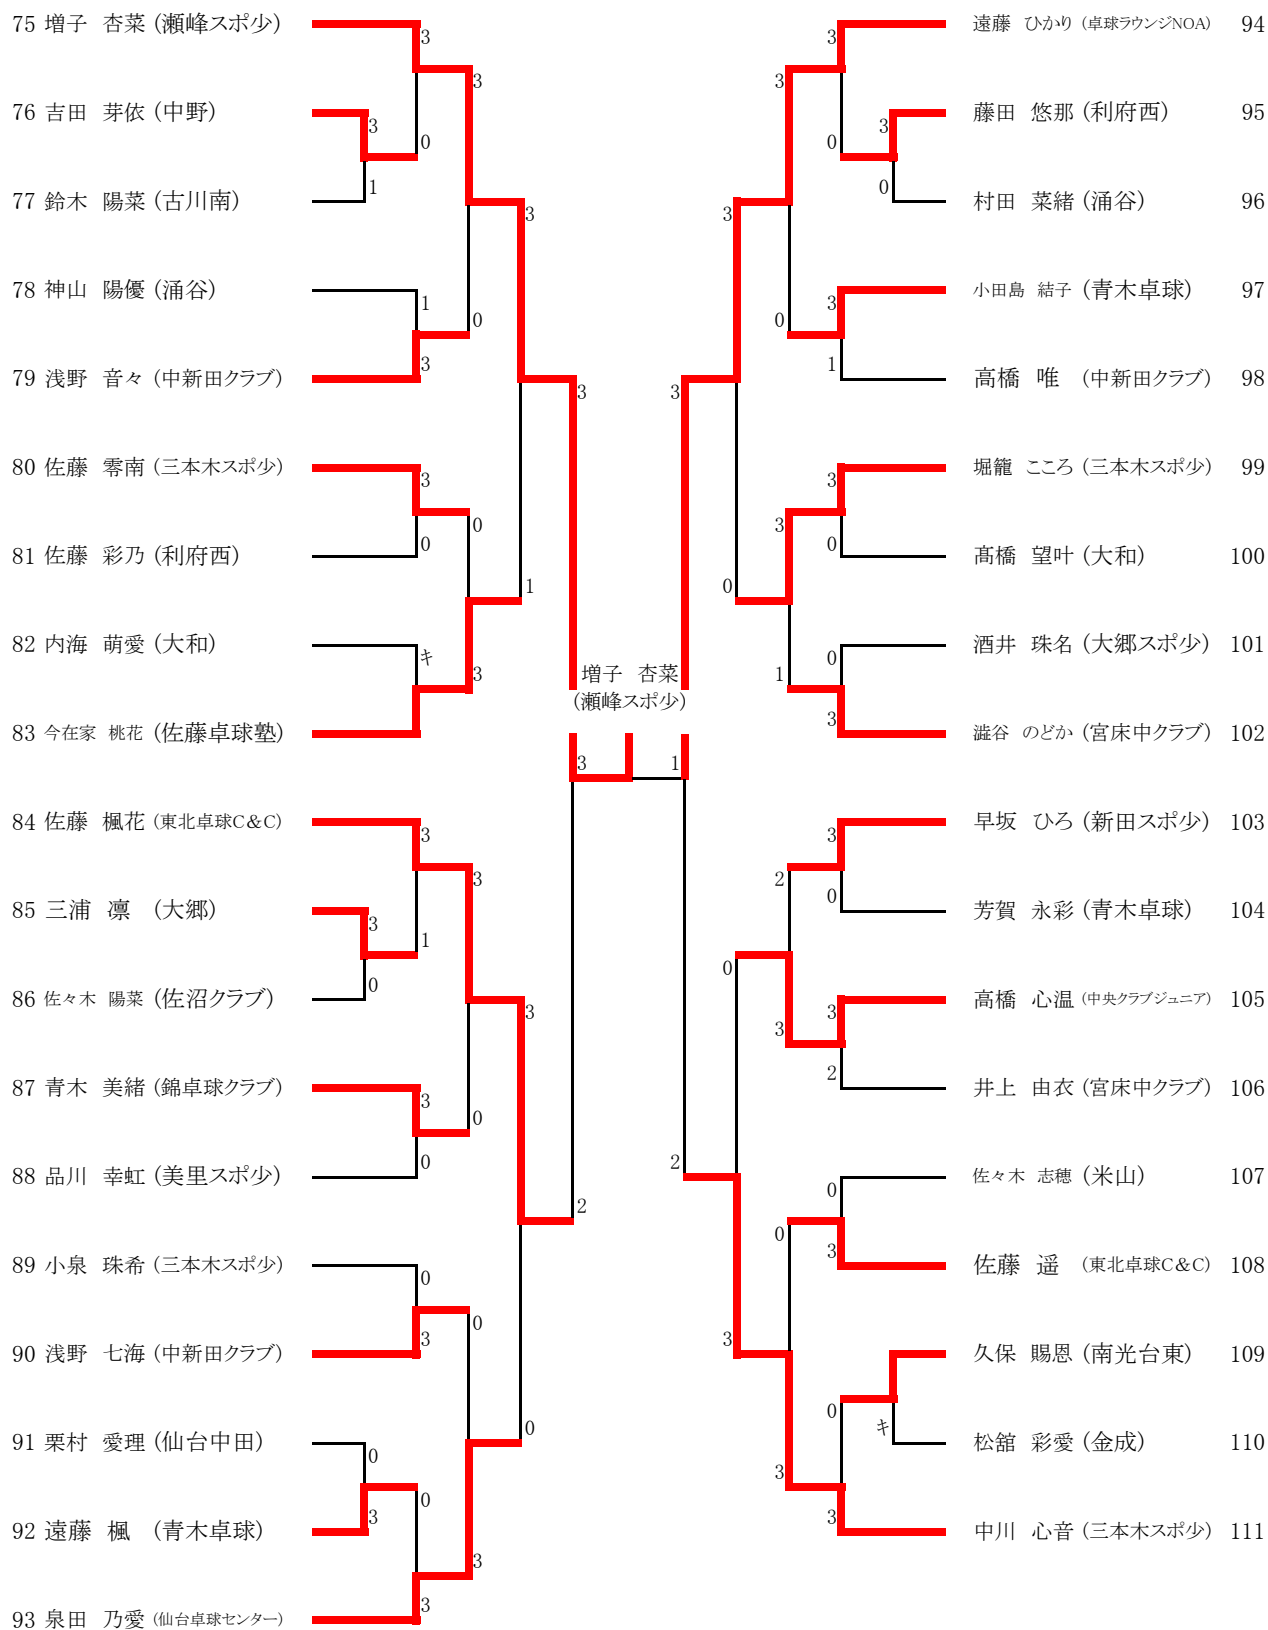 75 増子 杏菜 (瀬峰スポ少)
76 吉田 芽依 (中野)
77 鈴木 陽菜 (古川南)
78 神山 陽優 (涌谷)
79 浅野 音々 (中新田クラブ)
80 佐藤 零南 (三本木スポ少)
81 佐藤 彩乃 (利府西)
82 内海 萌愛 (大和)
83 今在家 桃花 (佐藤卓球塾)
84 佐藤 楓花 (東北卓球C&C)
85 三浦 凛 (大郷)
86 佐々木 陽菜 (佐沼クラブ)
87 青木 美緒 (錦卓球クラブ)
88 品川 幸虹 (美里スポ少)
89 小泉 珠希 (三本木スポ少)
90 浅野 七海 (中新田クラブ)
91 栗村 愛理 (仙台中田)
92 遠藤 楓 (青木卓球)
93 泉田 乃愛 (仙台卓球センター)
3
3
3
0
1
3
1
0
3
3
3
0
0
1
キ
3
3
3
3
1
0
3
3
0
0
2
0
0
3
0
0
3
0
3
3
増子 杏菜
(瀬峰スポ少)
3
1
3
3
3
0
0
3
3
0
1
3
3
3
0
0
0
1
3
3
2
0
0
3
3
2
2
0
0
3
3
0
キ
3
3
遠藤 ひかり (卓球ラウンジNOA) 94
藤田 悠那 (利府西) 95
村田 菜緒 (涌谷) 96
小田島 結子 (青木卓球) 97
高橋 唯 (中新田クラブ) 98
堀籠 こころ (三本木スポ少) 99
髙橋 望叶 (大和) 100
酒井 珠名 (大郷スポ少) 101
澁谷 のどか (宮床中クラブ) 102
早坂 ひろ (新田スポ少) 103
芳賀 永彩 (青木卓球) 104
高橋 心温 (中央クラブジュニア) 105
井上 由衣 (宮床中クラブ) 106
佐々木 志穂 (米山) 107
佐藤 遥 (東北卓球C&C) 108
久保 賜恩 (南光台東) 109
松舘 彩愛 (金成) 110
中川 心音 (三本木スポ少) 111